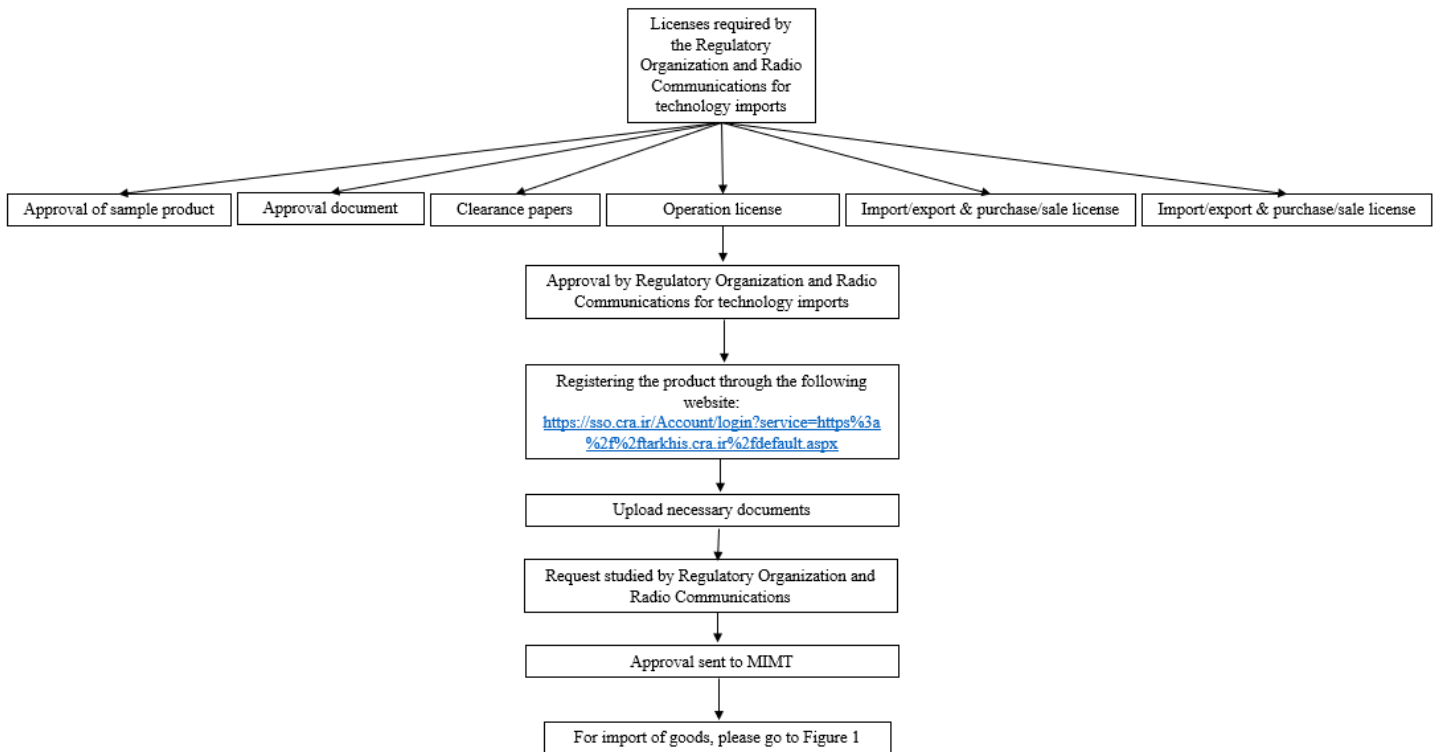 Licenses required by
the Regulatory
Organization and Radio
Communications for
technology imports
Approval of sample product
Approval document
Clearance papers
Operation license
Import/export & purchase/sale license
Import/export & purchase/sale license
Approval by Regulatory Organization and Radio
Communications for technology imports
Registering the product through the following
website:
https://sso.cra.ir/Account/login?service=https%3a
%2f%2ftarkhis.cra.ir%2fdefault.aspx
Upload necessary documents
Request studied by Regulatory Organization and
Radio Communications
Approval sent to MIMT
For import of goods, please go to Figure 1